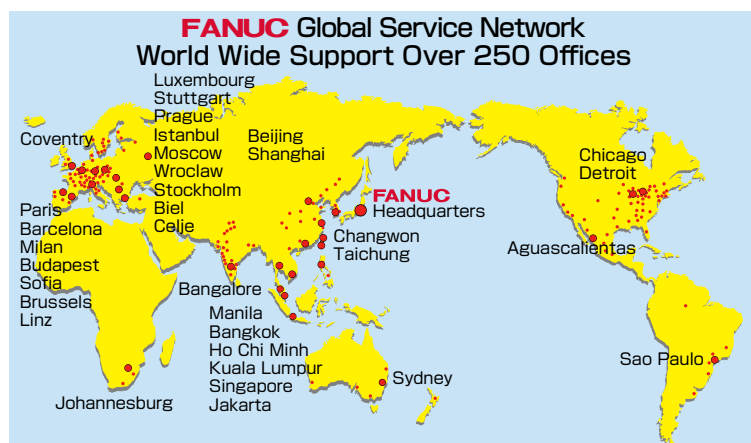 FANUC Global Service Network
World Wide Support Over 250 Offices
Luxembourg
Stuttgart
Prague
Istanbul
Moscow
Wroclaw
Stockholm
Biel
Celje
Coventry
Beijing
Shanghai
Chicago
Detroit
FANUC
Headquarters
Paris
Barcelona
Milan
Budapest
Sofia
Brussels
Linz
Changwon
Taichung
Aguascalientas
Bangalore
Manila
Bangkok
Ho Chi Minh
Kuala Lumpur
Singapore
Jakarta
Sydney
Sao Paulo
Johannesburg